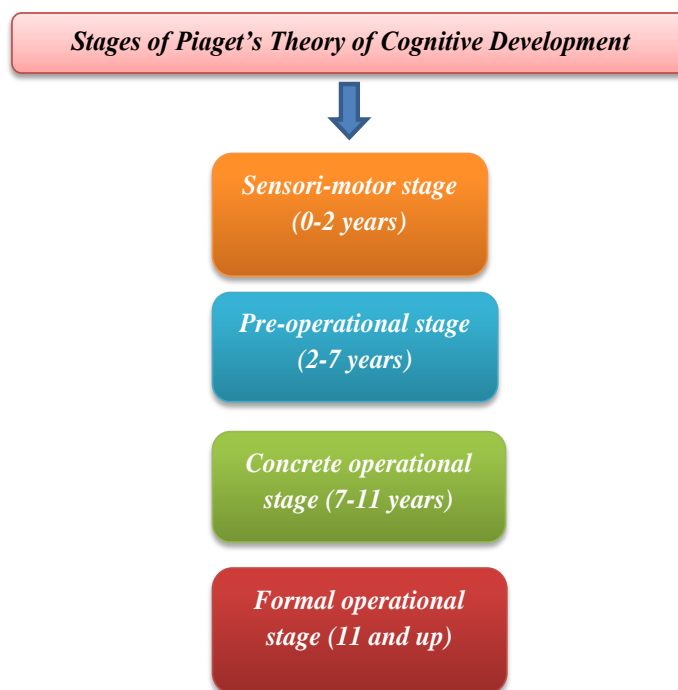 Stages of Piaget’s Theory of Cognitive Development
Sensori-motor stage
(0-2 years)
Pre-operational stage
(2-7 years)
Concrete operational
stage (7-11 years)
Formal operational
stage (11 and up)